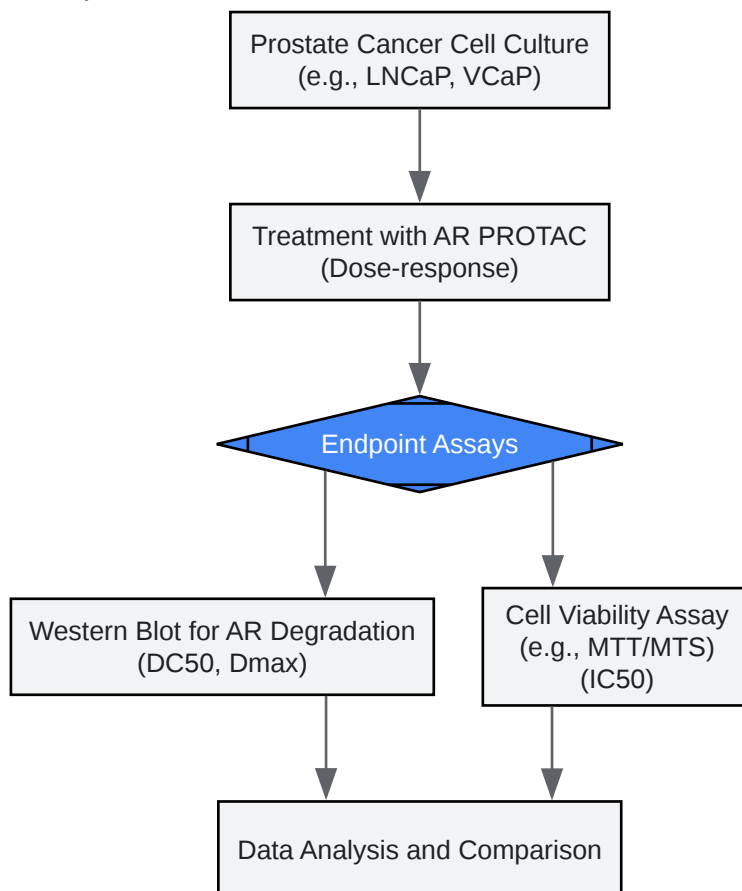 Prostate Cancer Cell Culture
(e.g., LNCaP, VCaP)
Treatment with AR PROTAC
(Dose-response)
Endpoint Assays
Western Blot for AR Degradation
(DC50, Dmax)
Cell Viability Assay
(e.g., MTT/MTS)
(IC50)
Data Analysis and Comparison